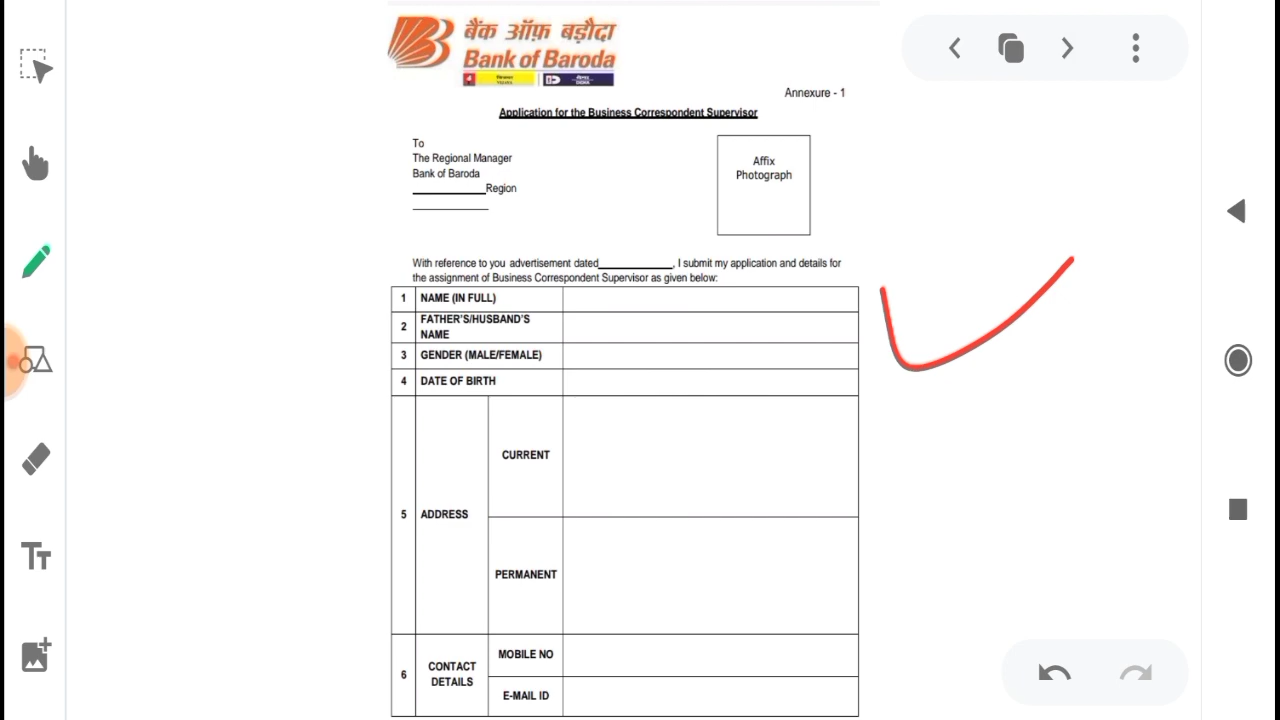 बैंक ऑफ़ बड़ौदा
Bank of Baroda
Annexure - 1
Application for the Business Correspondent Supervisor
To
The Regional Manager
Bank of Baroda
____________Region
____________
Affix
Photograph
With reference to you advertisement dated____________, I submit my application and details for
the assignment of Business Correspondent Supervisor as given below:
1 NAME (IN FULL)
2 FATHER'S/HUSBAND'S
NAME
3 GENDER (MALE/FEMALE)
4 DATE OF BIRTH
5 ADDRESS
CURRENT
PERMANENT
6 CONTACT
DETAILS
MOBILE NO
E-MAIL ID